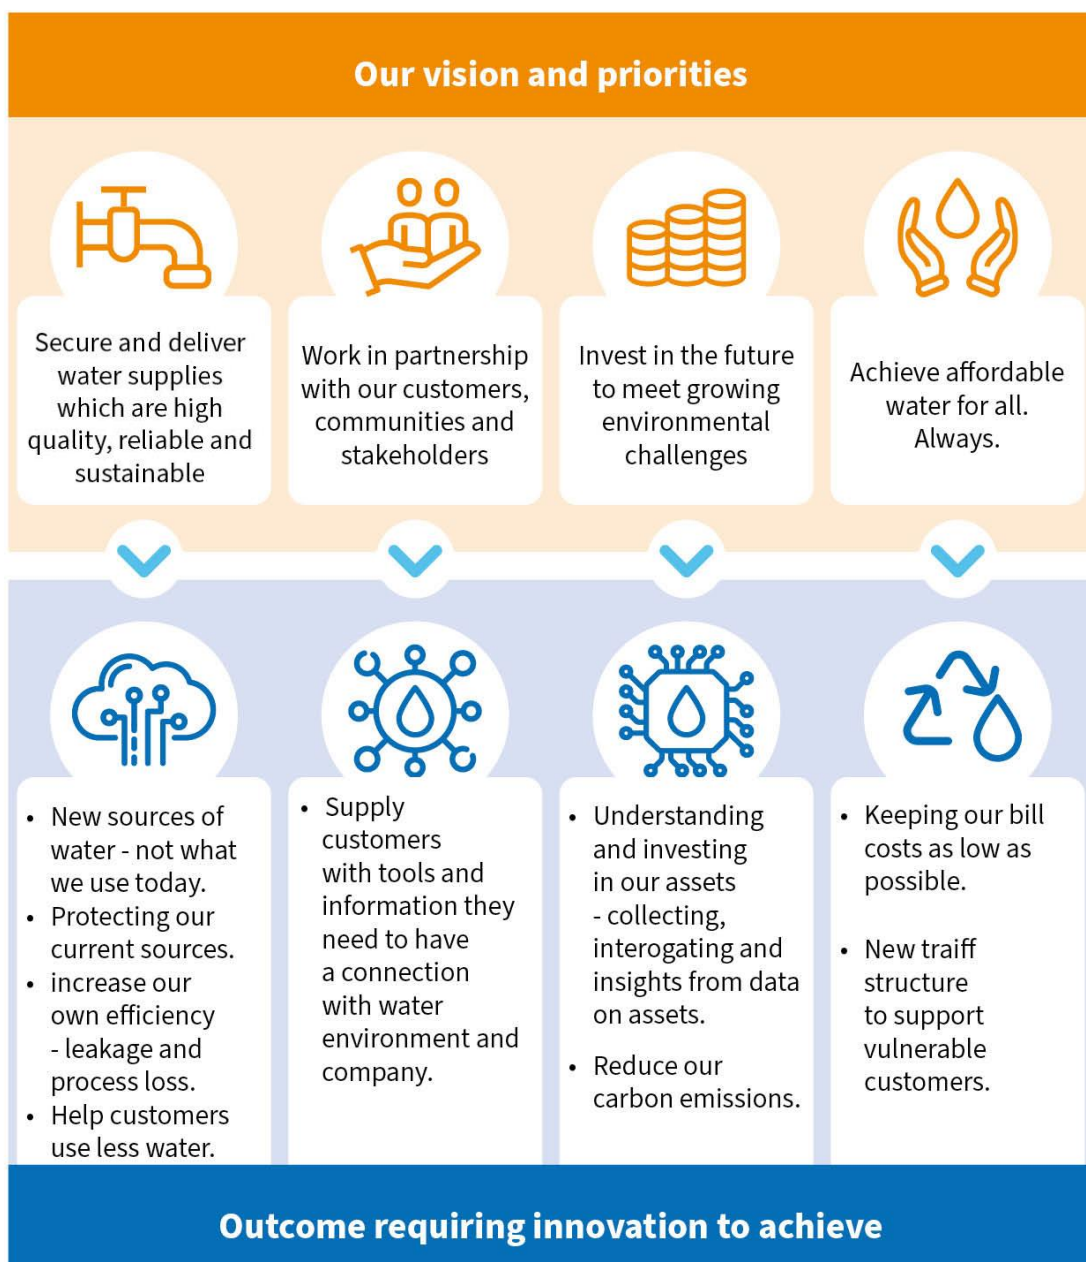 Our vision and priorities
Secure and deliver
water supplies
which are high
quality, reliable and
sustainable
Work in partnership
with our customers,
communities and
stakeholders
Invest in the future
to meet growing
environmental
challenges
Achieve affordable
water for all.
Always.
• New sources of
water - not what
we use today.
• Protecting our
current sources.
• increase our
own efficiency
- leakage and
process loss.
• Help customers
use less water.
• Supply
customers
with tools and
information they
need to have
a connection
with water
environment and
company.
• Understanding
and investing
in our assets
- collecting,
interogating and
insights from data
on assets.
• Reduce our
carbon emissions.
• Keeping our bill
costs as low as
possible.
• New traiff
structure
to support
vulnerable
customers.
Outcome requiring innovation to achieve